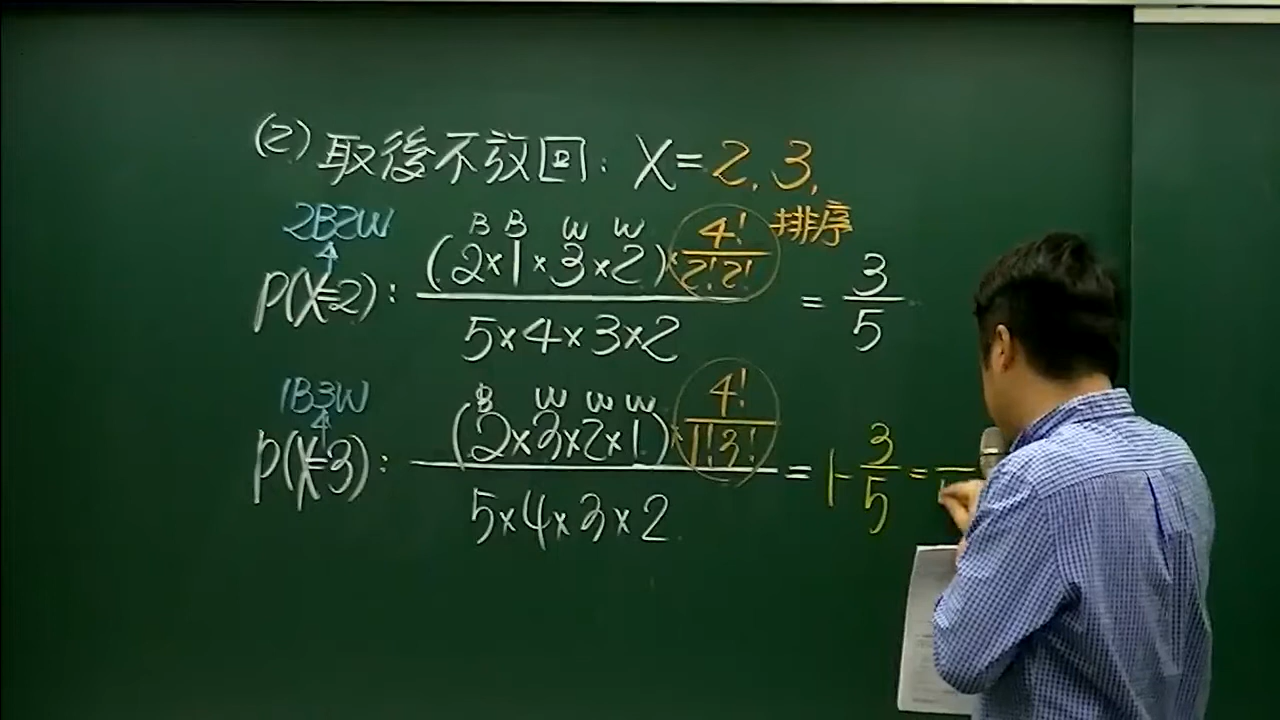 (2) 取後不放回: X=2, 3,
2B2W B B W W 排序
P(X=2): (2×1×3×2)×4!/2!2! / 5×4×3×2 = 3/5
1B3W B W W W
P(X=3): (2×3×2×1)×4!/1!3! / 5×4×3×2 = 1-3/5 =